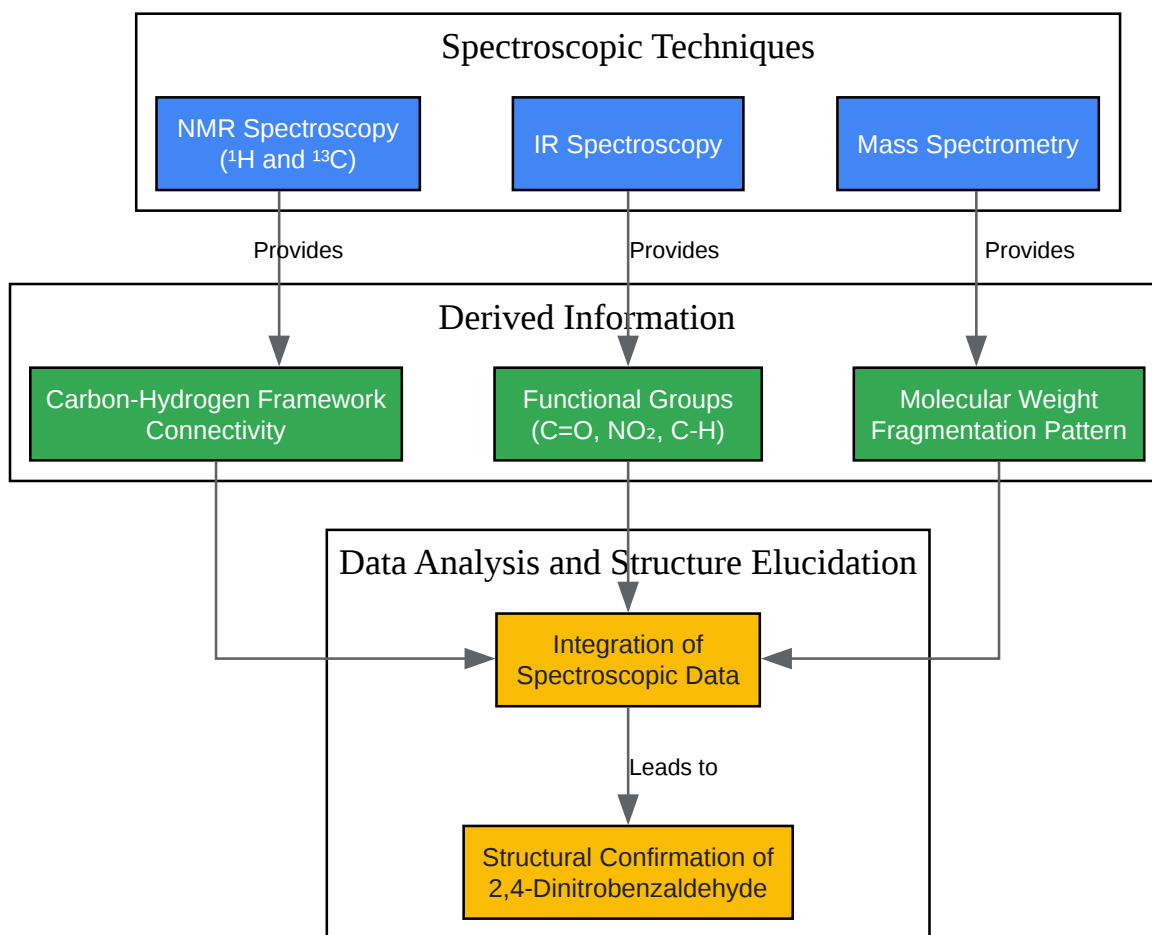 Spectroscopic Techniques
NMR Spectroscopy
(¹H and ¹³C)
IR Spectroscopy
Mass Spectrometry
Provides
Provides
Provides
Derived Information
Carbon-Hydrogen Framework
Connectivity
Functional Groups
(C=O, NO₂, C-H)
Molecular Weight
Fragmentation Pattern
Data Analysis and Structure Elucidation
Integration of
Spectroscopic Data
Leads to
Structural Confirmation of
2,4-Dinitrobenzaldehyde